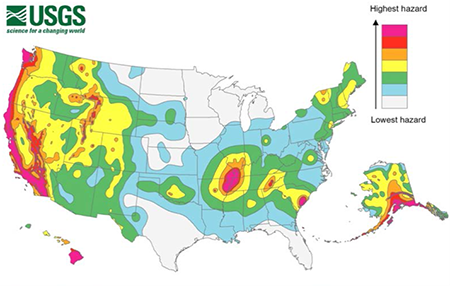 USGS
science for a changing world
Highest hazard
Lowest hazard